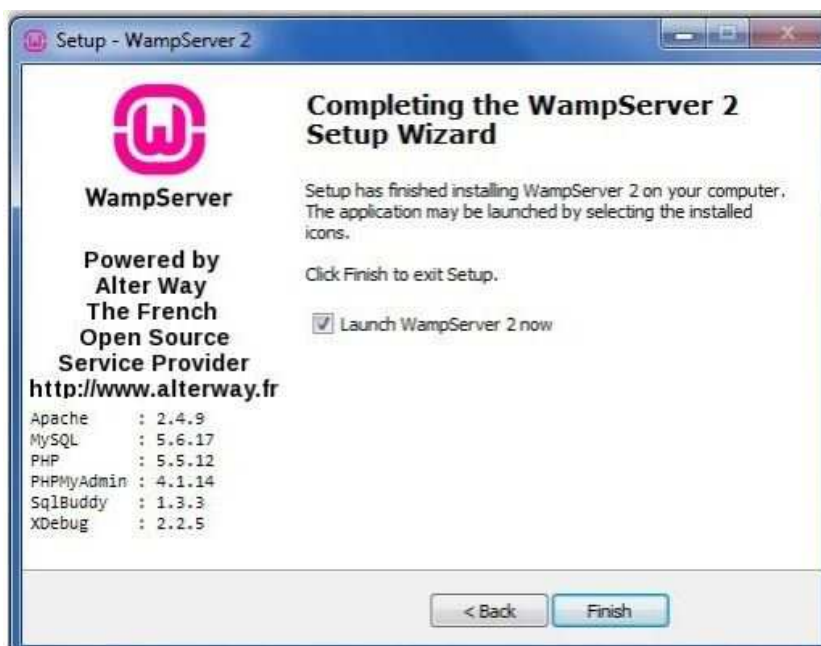 Setup - WampServer 2
WampServer
Powered by
Alter Way
The French
Open Source
Service Provider
http://www.alterway.fr
Apache : 2.4.9
MySQL : 5.6.17
PHP : 5.5.12
PHPMyAdmin : 4.1.14
SqlBuddy : 1.3.3
XDebug : 2.2.5
Completing the WampServer 2
Setup Wizard
Setup has finished installing WampServer 2 on your computer.
The application may be launched by selecting the installed
icons.
Click Finish to exit Setup.
Launch WampServer 2 now
< Back
Finish